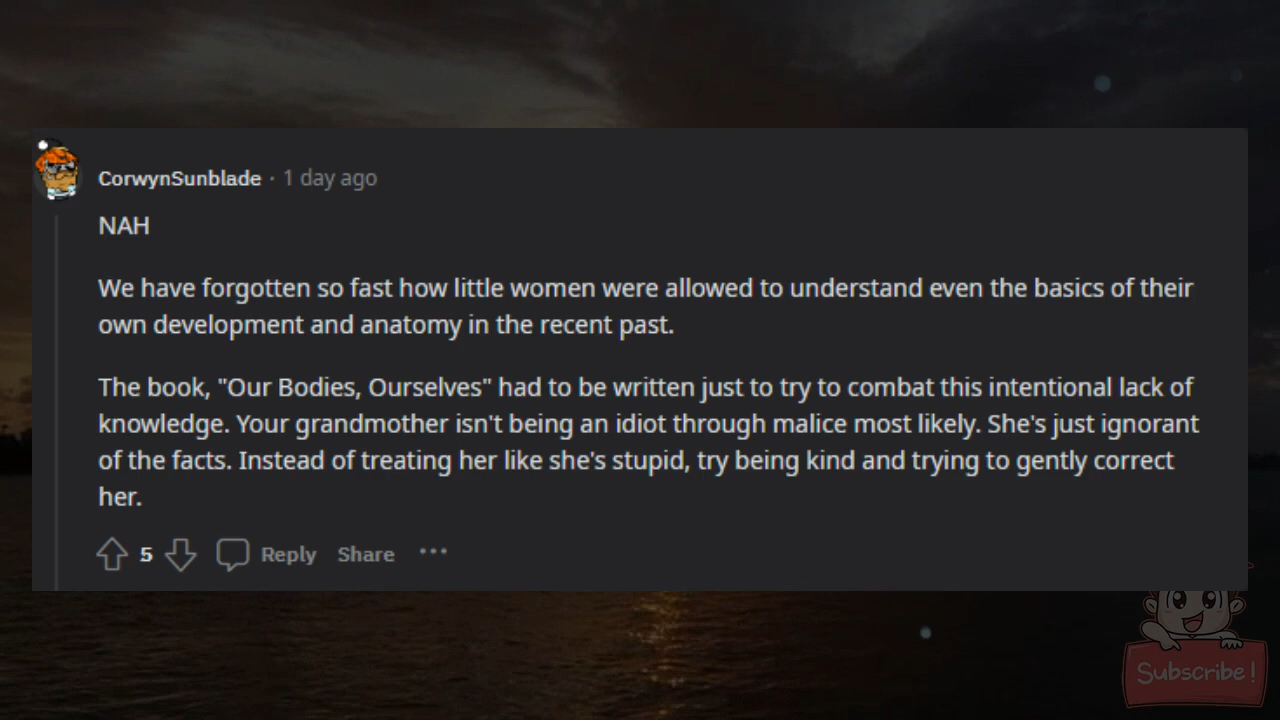 CorwynSunblade · 1 day ago
NAH
We have forgotten so fast how little women were allowed to understand even the basics of their
own development and anatomy in the recent past.
The book, "Our Bodies, Ourselves" had to be written just to try to combat this intentional lack of
knowledge. Your grandmother isn't being an idiot through malice most likely. She's just ignorant
of the facts. Instead of treating her like she's stupid, try being kind and trying to gently correct
her.
5 Reply Share ···
Subscribe!